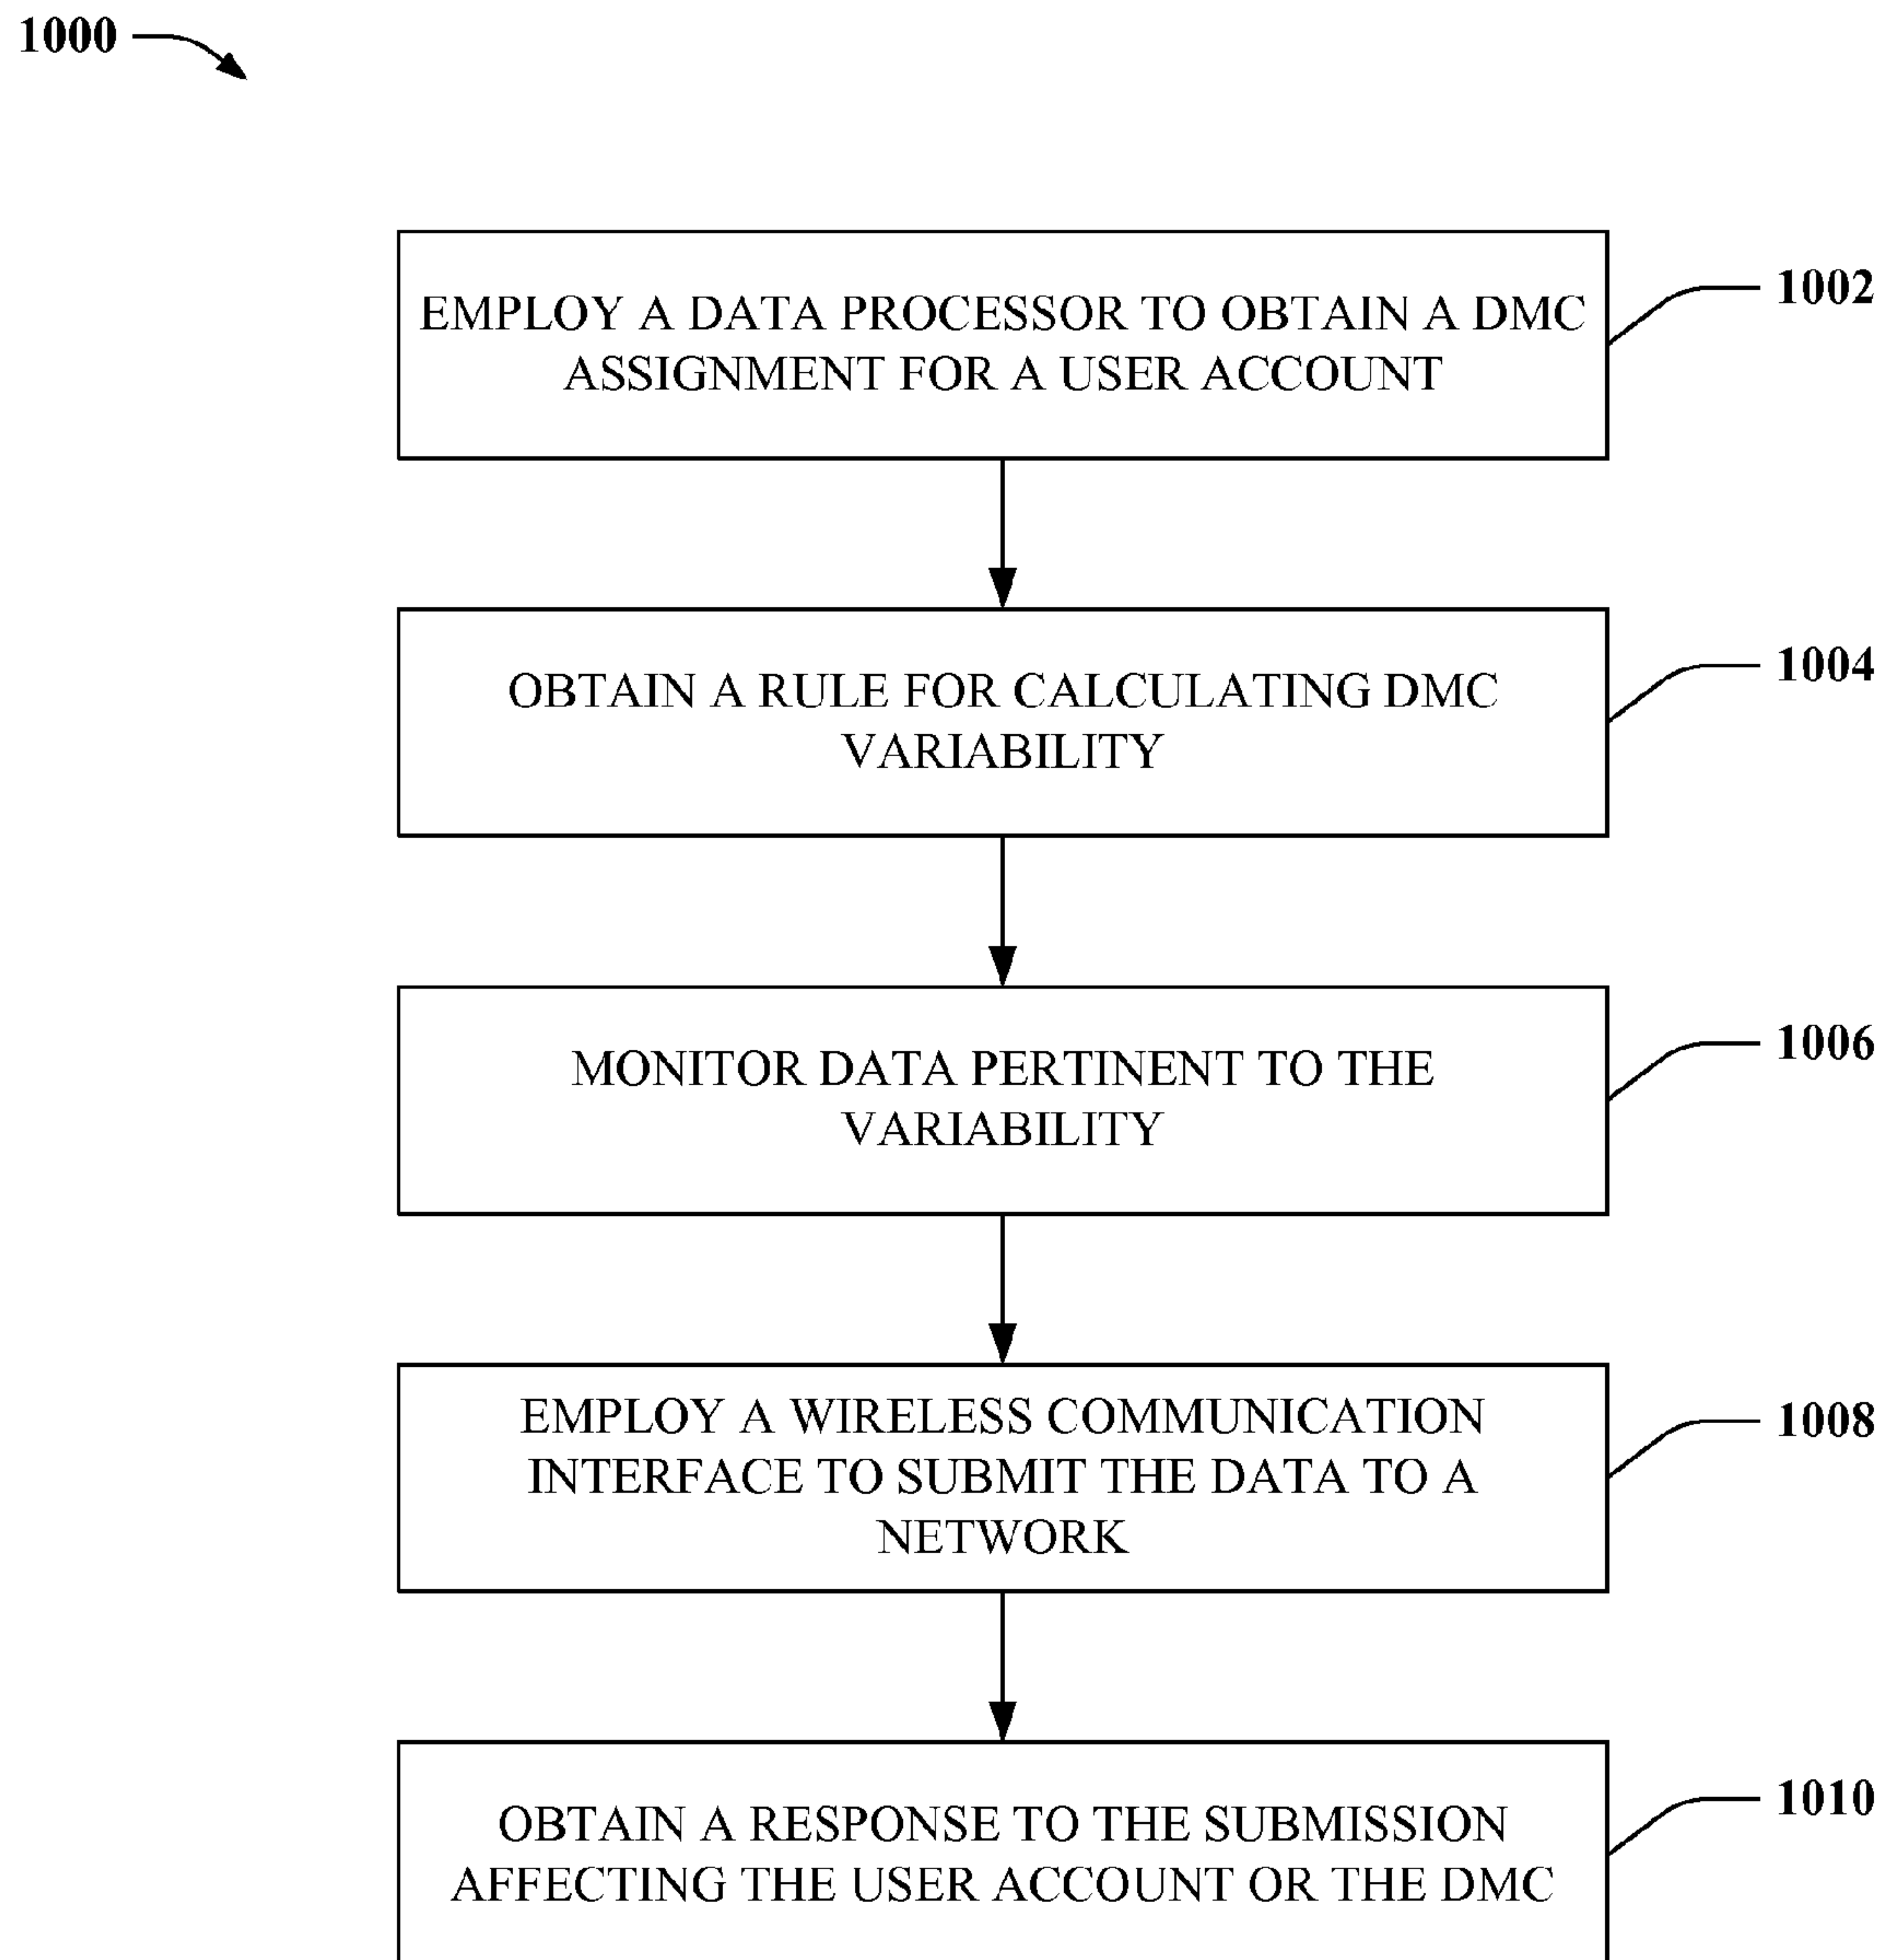 1000
EMPLOY A DATA PROCESSOR TO OBTAIN A DMC
ASSIGNMENT FOR A USER ACCOUNT
1002
OBTAIN A RULE FOR CALCULATING DMC
VARIABILITY
1004
MONITOR DATA PERTINENT TO THE
VARIABILITY
1006
EMPLOY A WIRELESS COMMUNICATION
INTERFACE TO SUBMIT THE DATA TO A
NETWORK
1008
OBTAIN A RESPONSE TO THE SUBMISSION
AFFECTING THE USER ACCOUNT OR THE DMC
1010